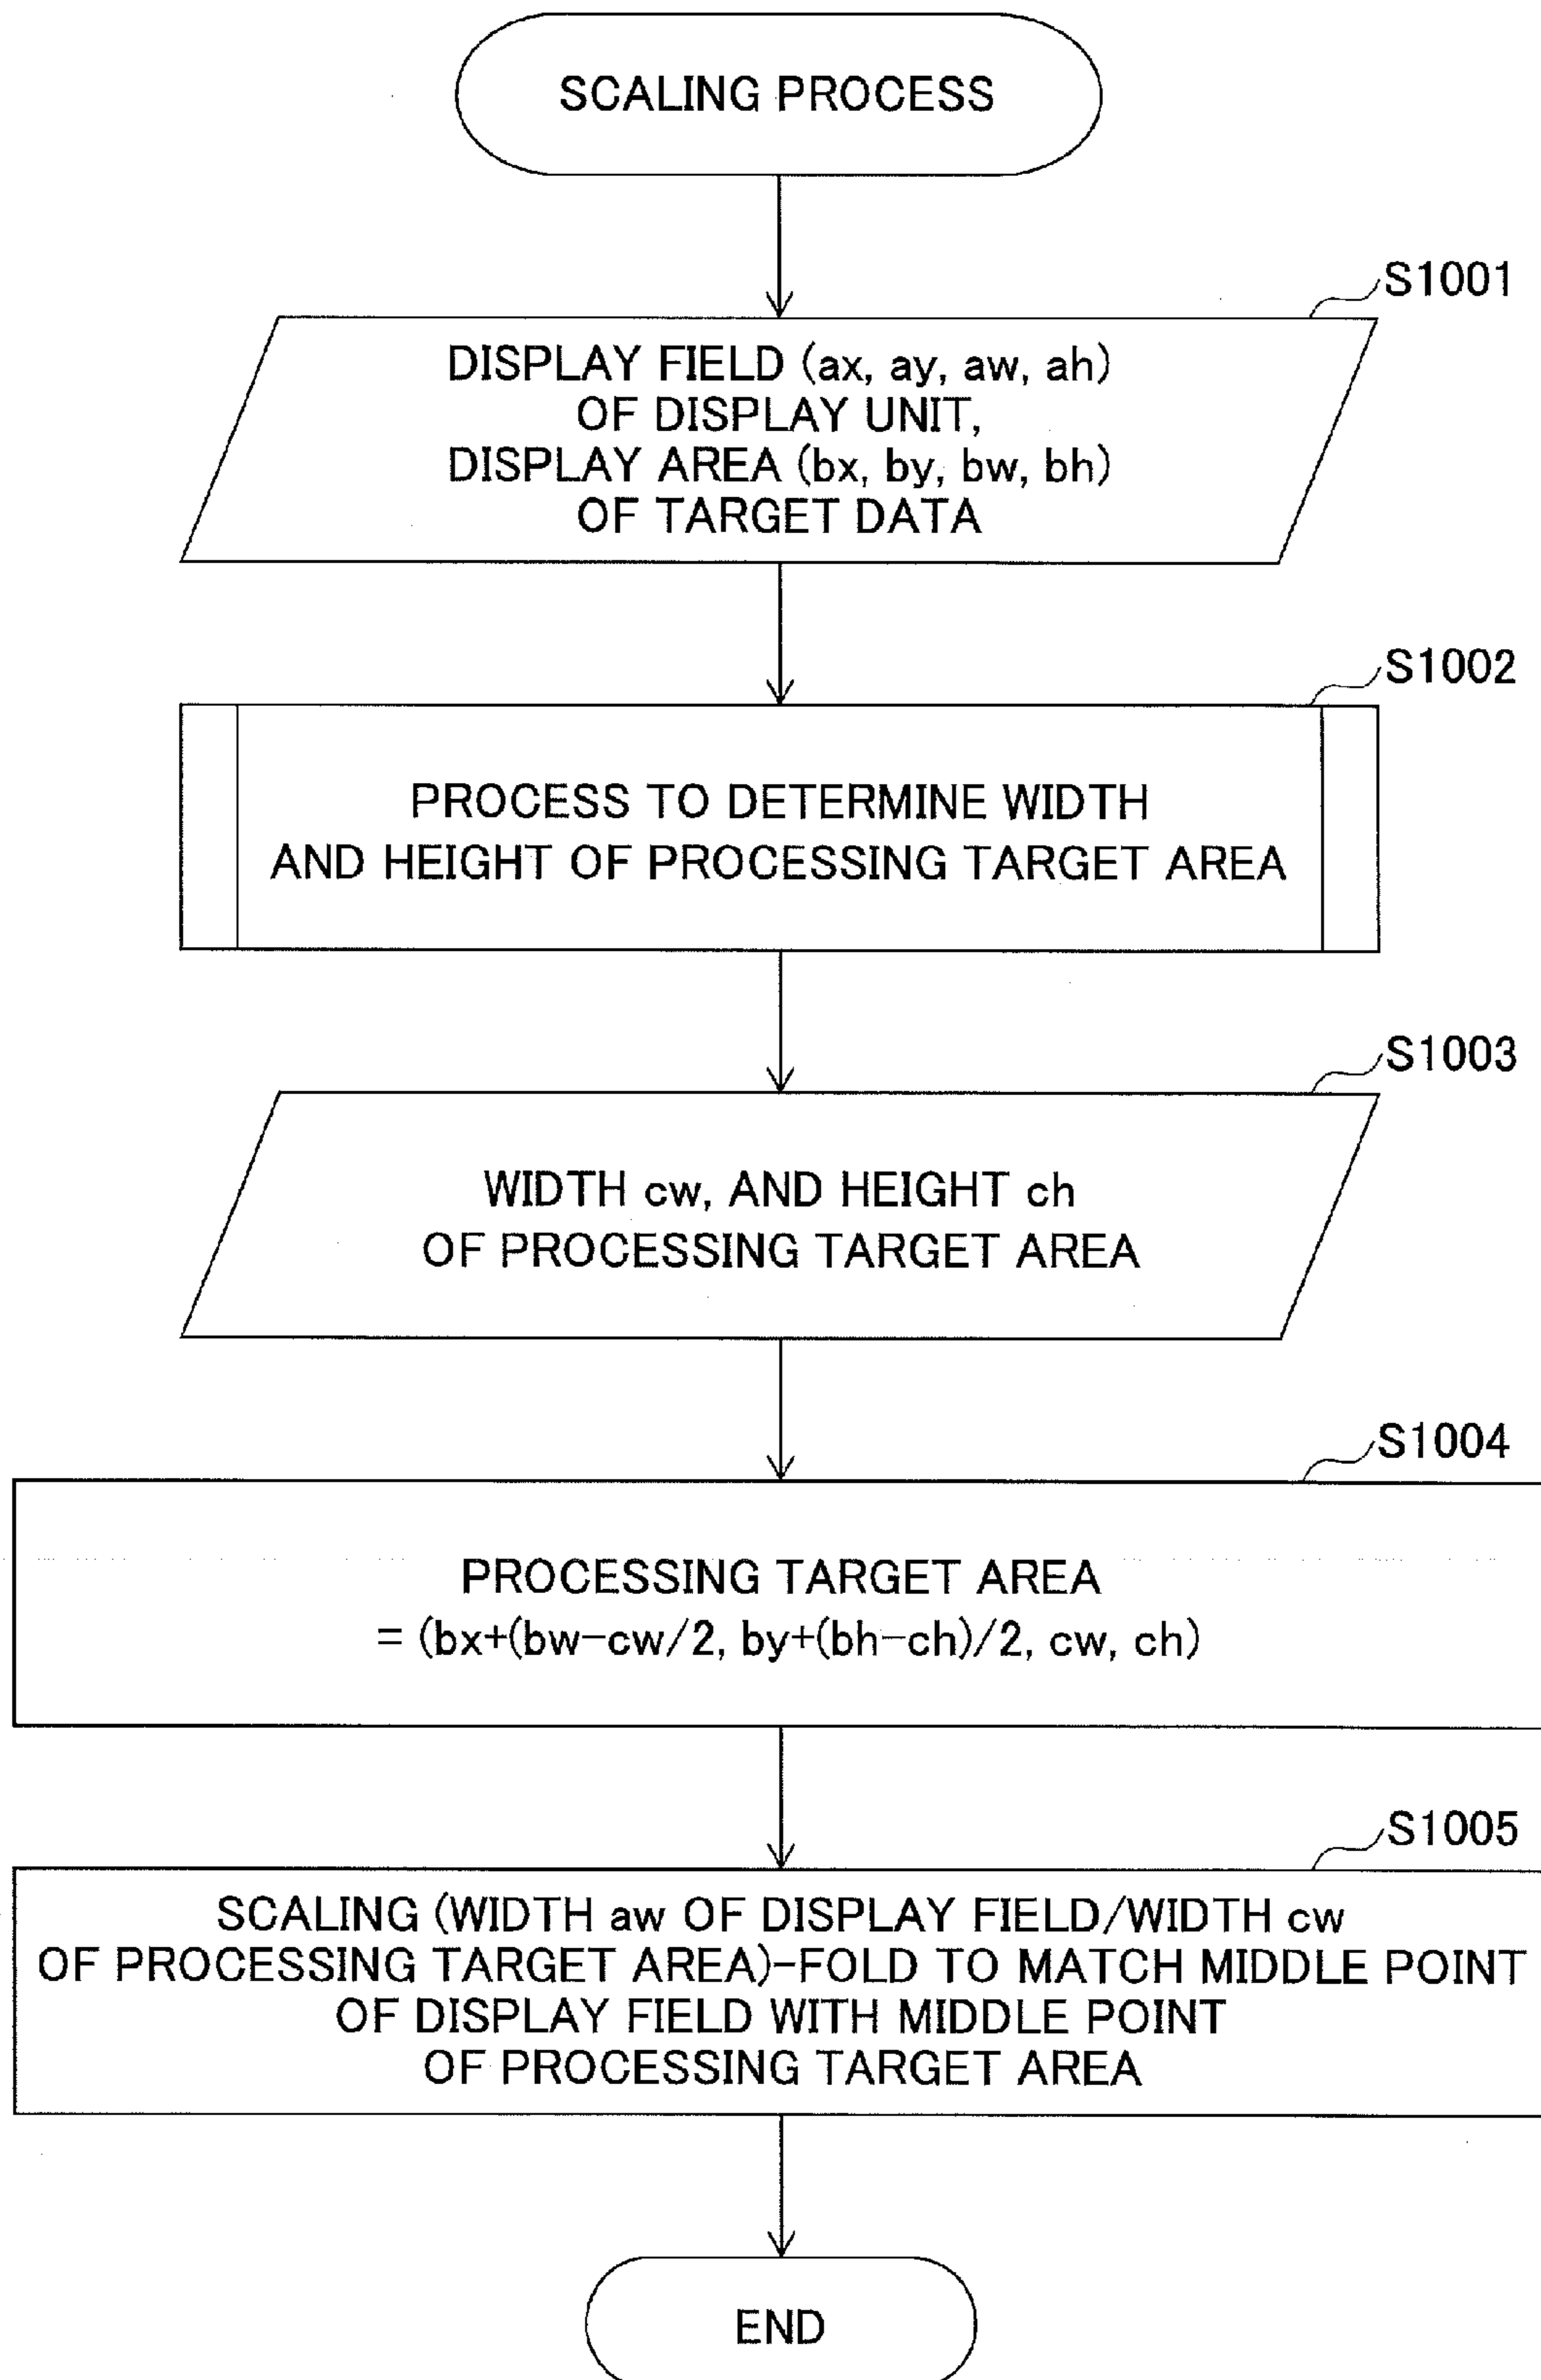 SCALING PROCESS
S1001
DISPLAY FIELD (ax, ay, aw, ah)
OF DISPLAY UNIT,
DISPLAY AREA (bx, by, bw, bh)
OF TARGET DATA
S1002
PROCESS TO DETERMINE WIDTH
AND HEIGHT OF PROCESSING TARGET AREA
S1003
WIDTH cw, AND HEIGHT ch
OF PROCESSING TARGET AREA
S1004
PROCESSING TARGET AREA
= (bx+(bw-cw/2, by+(bh-ch)/2, cw, ch)
S1005
SCALING (WIDTH aw OF DISPLAY FIELD/WIDTH cw
OF PROCESSING TARGET AREA)-FOLD TO MATCH MIDDLE POINT
OF DISPLAY FIELD WITH MIDDLE POINT
OF PROCESSING TARGET AREA
END